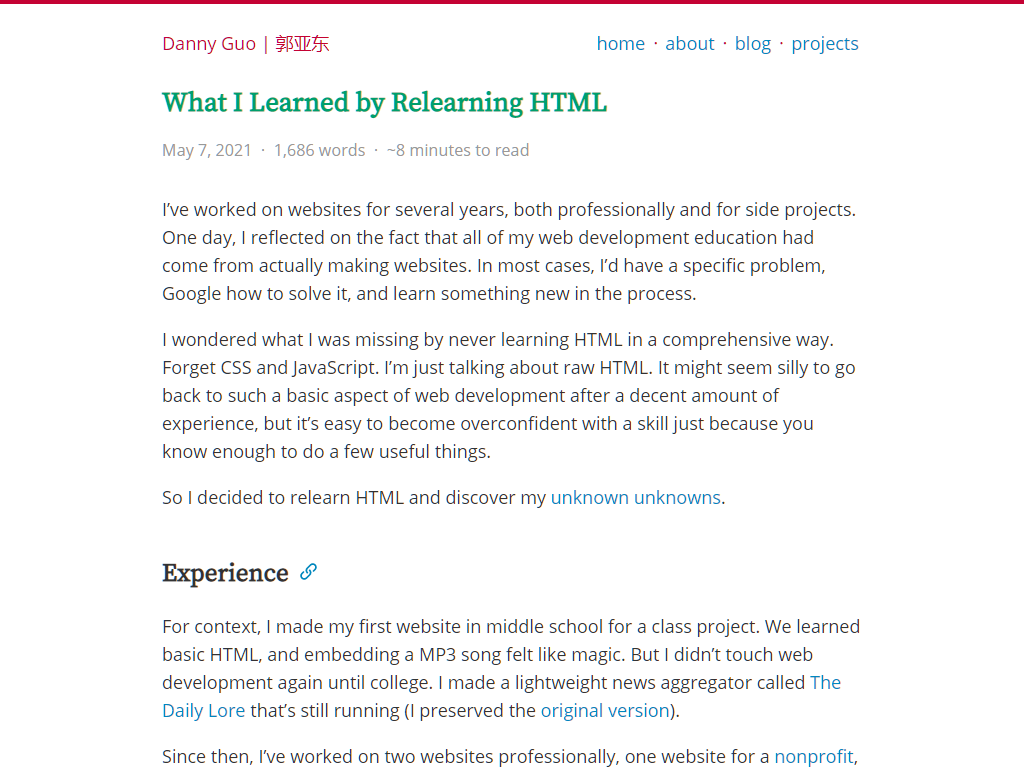 Danny Guo | 郭亚东
home · about · blog · projects
What I Learned by Relearning HTML
May 7, 2021 · 1,686 words · ~8 minutes to read
I’ve worked on websites for several years, both professionally and for side projects.
One day, I reflected on the fact that all of my web development education had
come from actually making websites. In most cases, I’d have a specific problem,
Google how to solve it, and learn something new in the process.
I wondered what I was missing by never learning HTML in a comprehensive way.
Forget CSS and JavaScript. I’m just talking about raw HTML. It might seem silly to go
back to such a basic aspect of web development after a decent amount of
experience, but it’s easy to become overconfident with a skill just because you
know enough to do a few useful things.
So I decided to relearn HTML and discover my unknown unknowns.
Experience
For context, I made my first website in middle school for a class project. We learned
basic HTML, and embedding a MP3 song felt like magic. But I didn’t touch web
development again until college. I made a lightweight news aggregator called The
Daily Lore that’s still running (I preserved the original version).
Since then, I’ve worked on two websites professionally, one website for a nonprofit,